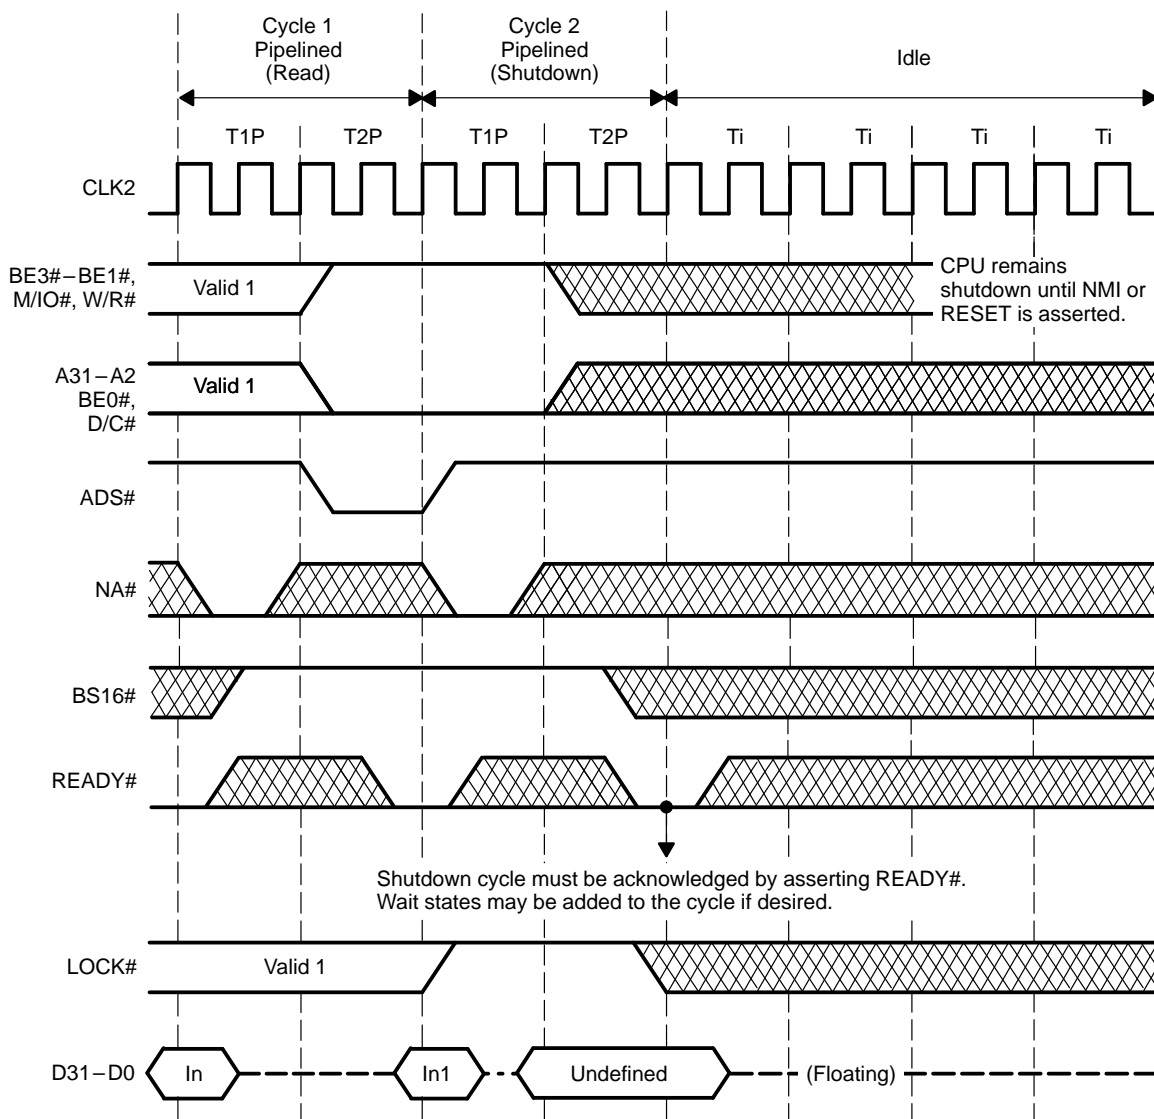 Cycle 1
Pipelined
(Read)
Cycle 2
Pipelined
(Shutdown)
Idle
T1P T2P T1P T2P Ti Ti Ti Ti
CLK2
BE3#–BE1#,
M/IO#, W/R#
Valid 1
CPU remains
shutdown until NMI or
RESET is asserted.
A31–A2
BE0#,
D/C#
Valid 1
ADS#
NA#
BS16#
READY#
Shutdown cycle must be acknowledged by asserting READY#.
Wait states may be added to the cycle if desired.
LOCK#
Valid 1
D31–D0 In In1 Undefined (Floating)